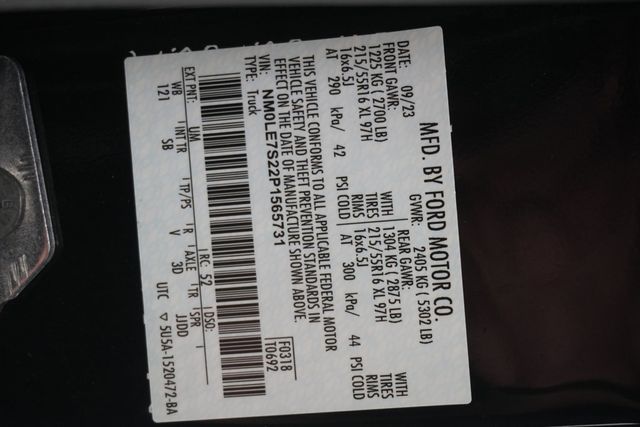 MFD. BY FORD MOTOR CO.
DATE: 09/23 GVWR: 2405 KG ( 5302 LB)
FRONT GAWR: REAR GAWR:
1225 KG ( 2700 LB) WITH 1304 KG ( 2875 LB) WITH
215/55R16 XL 97H TIRES 215/55R16 XL 97H TIRES
16x6.5J RIMS 16x6.5J RIMS
AT 290 kPa/ 42 PSI COLD AT 300 kPa/ 44 PSI COLD
THIS VEHICLE CONFORMS TO ALL APPLICABLE FEDERAL MOTOR
VEHICLE SAFETY AND THEFT PREVENTION STANDARDS IN
EFFECT ON THE DATE OF MANUFACTURE SHOWN ABOVE.
VIN: NM0LE7S22P1565731 F0318
TYPE: Truck T0692
EXT PNT: UM RC: 52 DSO:
WB INT TR TP/PS R AXLE TR SPR
121 SB V 3D JJDD
UTC ▽ 5U5A-1520472-BA